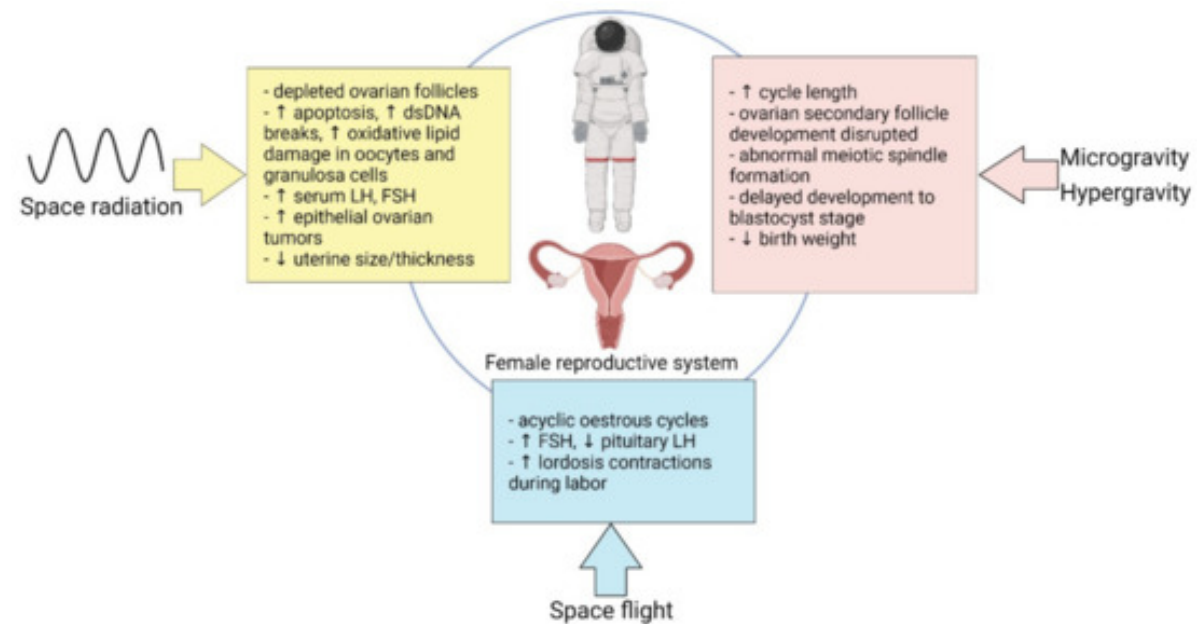 - depleted ovarian follicles
- ↑ apoptosis, ↑ dsDNA
breaks, ↑ oxidative lipid
damage in oocytes and
granulosa cells
- ↑ serum LH, FSH
- ↑ epithelial ovarian
tumors
- ↓ uterine size/thickness
Space radiation
- ↑ cycle length
- ovarian secondary follicle
development disrupted
- abnormal meiotic spindle
formation
- delayed development to
blastocyst stage
- ↓ birth weight
Microgravity
Hypergravity
Female reproductive system
- acyclic oestrous cycles
- ↑ FSH, ↓ pituitary LH
- ↑ lordosis contractions
during labor
Space flight